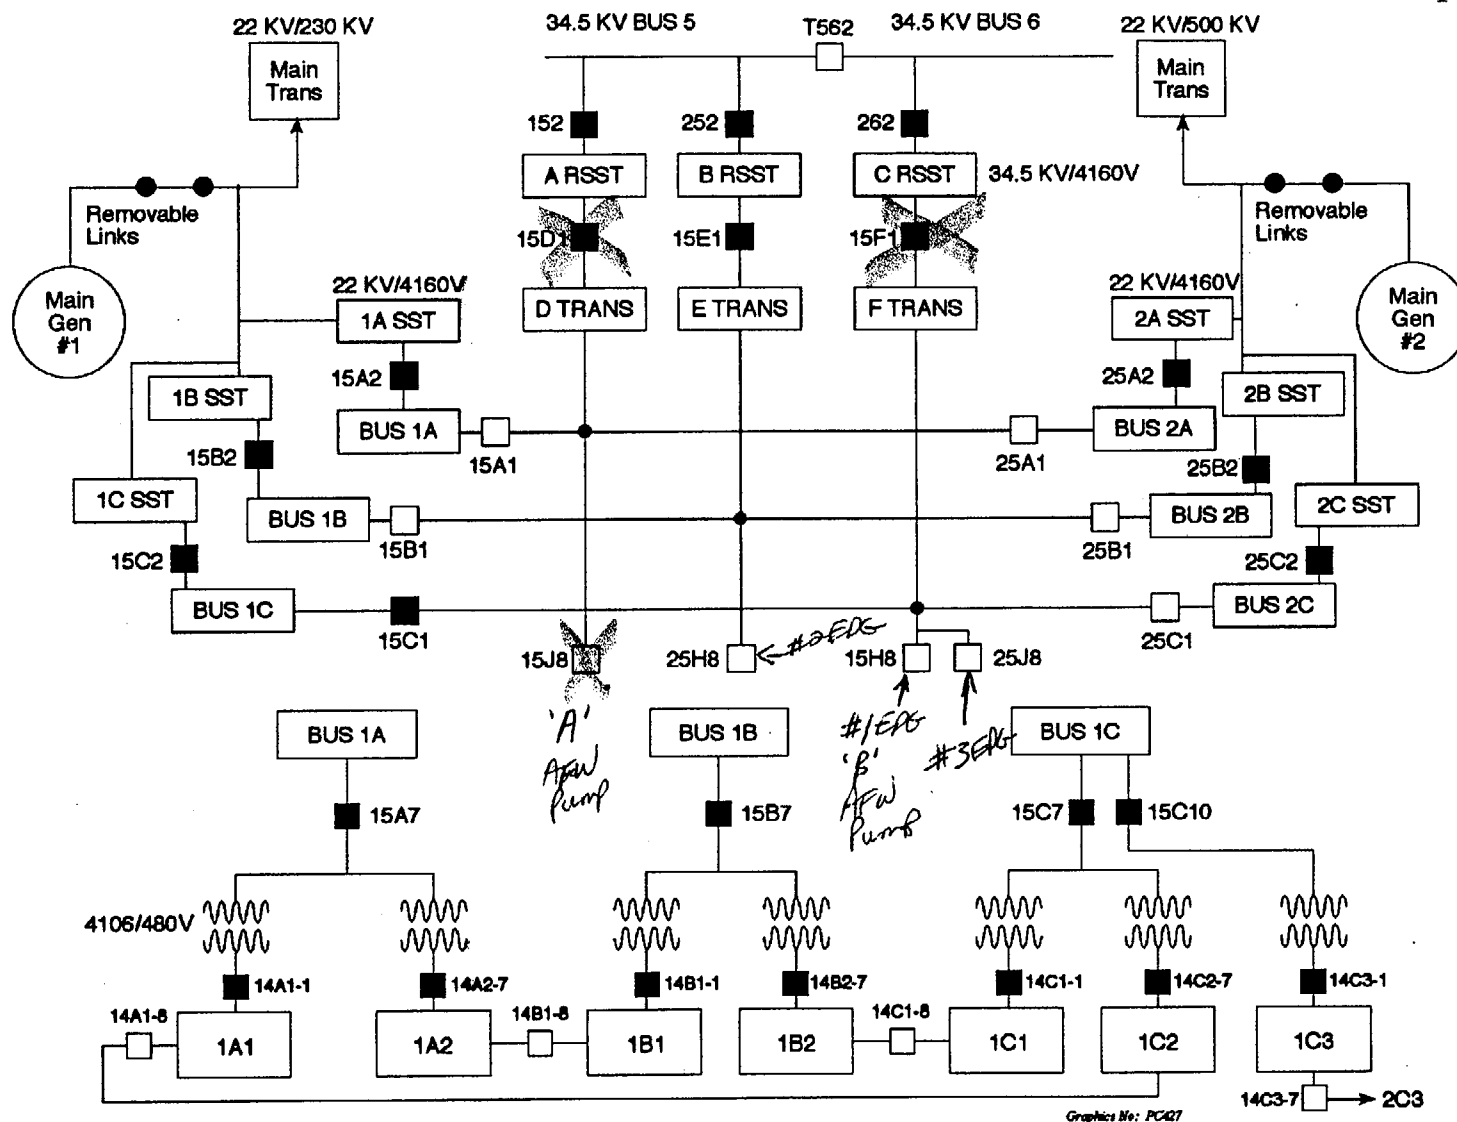 22 KV/230 KV
34.5 KV BUS 5
T562
34.5 KV BUS 6
22 KV/500 KV
Main
Trans
Main
Trans
152
252
262
A RSST
B RSST
C RSST
34.5 KV/4160V
Removable
Links
Removable
Links
15D1
15E1
15F1
Main
Gen
#1
22 KV/4160V
1A SST
D TRANS
E TRANS
F TRANS
22 KV/4160V
2A SST
Main
Gen
#2
15A2
25A2
1B SST
2B SST
BUS 1A
15A1
25A1
BUS 2A
15B2
25B2
1C SST
2C SST
BUS 1B
15B1
25B1
BUS 2B
15C2
25C2
BUS 1C
15C1
25C1
BUS 2C
15J8
25H8
#2EDG
15H8
25J8
'A'
AFW
Pump
#1EDG
'B'
AFW
Pump
#3EDG
BUS 1A
BUS 1B
BUS 1C
15A7
15B7
15C7
15C10
4106/480V
14A1-1
14A2-7
14B1-1
14B2-7
14C1-1
14C2-7
14C3-1
14A1-8
14B1-8
14C1-8
1A1
1A2
1B1
1B2
1C1
1C2
1C3
14C3-7
2C3
Graphics No: PC427